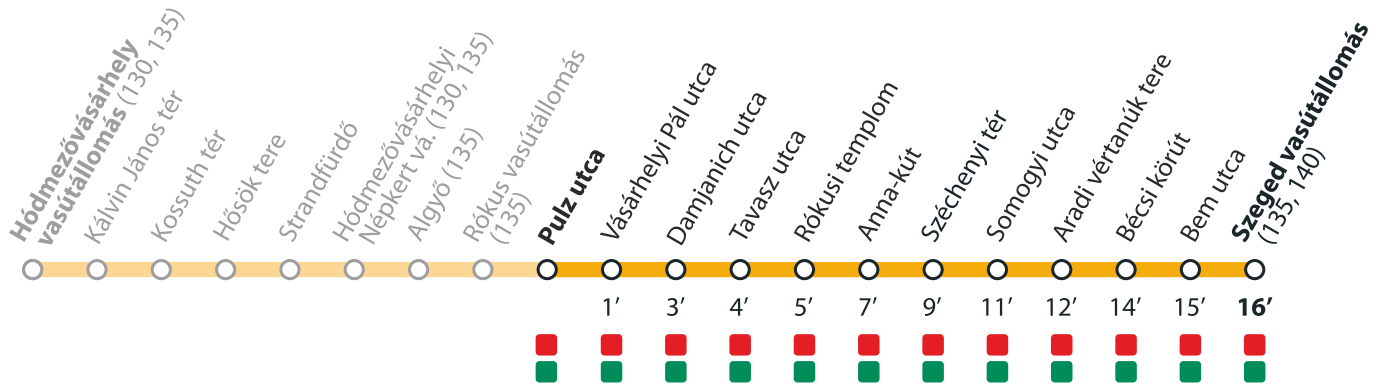 Hódmezővásárhely
vasútállomás (130, 135)
Kálvin János tér
Kossuth tér
Hősök tere
Strandfürdő
Hódmezővásárhelyi
Népkert vá. (130, 135)
Algyő (135)
Rókus vasútállomás
(135)
Pulz utca
Vásárhelyi Pál utca
Damjanich utca
Tavasz utca
Rókusi templom
Anna-kút
Széchenyi tér
Somogyi utca
Aradi vértanúk tere
Bécsi körút
Bem utca
Szeged vasútállomás
(135, 140)
1′ 3′ 4′ 5′ 7′ 9′ 11′ 12′ 14′ 15′ 16′